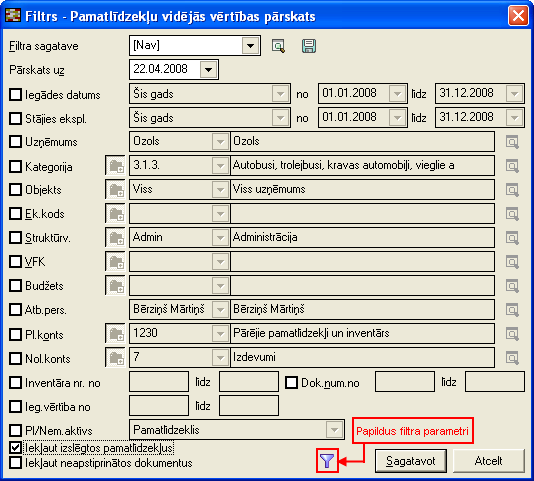 Filtrs - Pamatlīdzekļu vidējās vērtības pārskats
Filtra sagatave [Nav]
Pārskats uz 22.04.2008
Iegādes datums Šis gads no 01.01.2008 līdz 31.12.2008
Stājies ekspl. Šis gads no 01.01.2008 līdz 31.12.2008
Uzņēmums Ozols Ozols
Kategorija 3.1.3. Autobusi, trolejbusi, kravas automobiļi, vieglie a
Objekts Viss Viss uzņēmums
Ek.kods
Struktūrv. Admin Administrācija
VFK
Budžets
Atb.pers. Bērziņš Mārtiņš Bērziņš Mārtiņš
Pl.konts 1230 Pārējie pamatlīdzekļi un inventārs
Nol.konts 7 Izdevumi
Inventāra nr. no līdz Dok.num.no līdz
Ieg.vērtība no līdz
Pl/Nem.aktīvs Pamatlīdzeklis
Papildus filtra parametri
Iekļaut izslēgtos pamatlīdzekļus
Iekļaut neapstiprinātos dokumentus
Sagatavot Atcelt